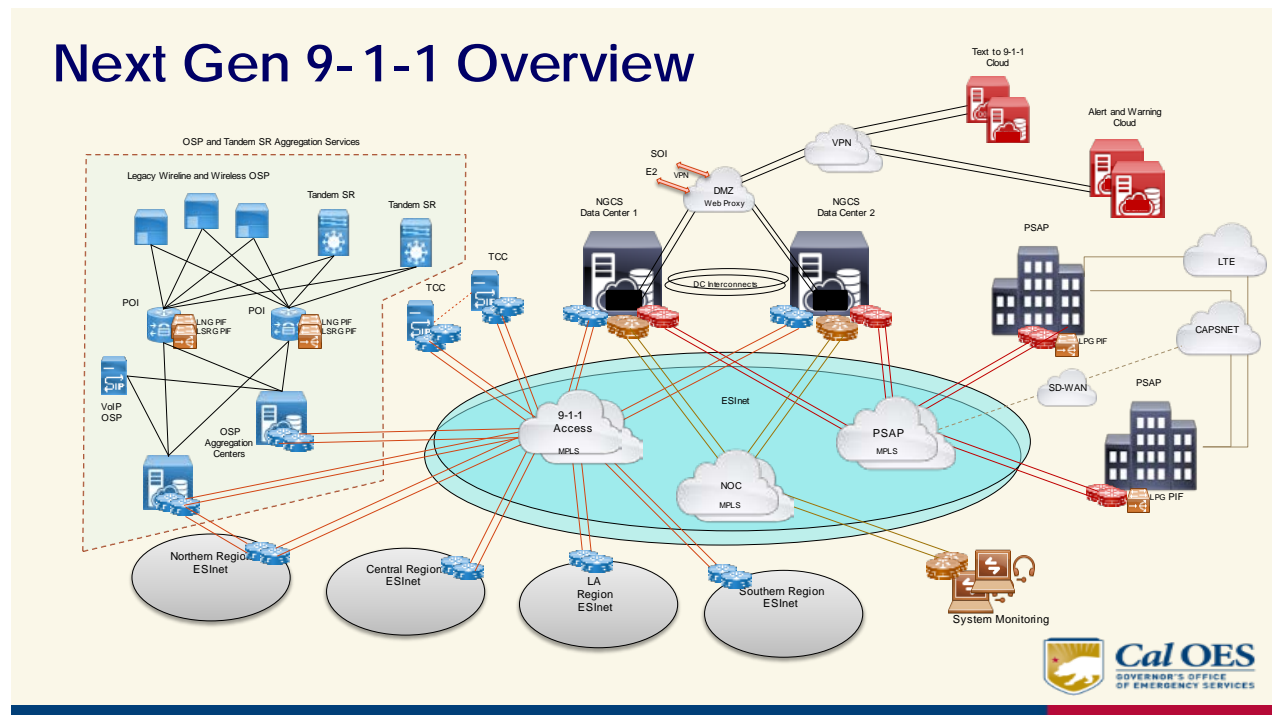 Next Gen 9-1-1 Overview
Text to 9-1-1
Cloud
Alert and Warning
Cloud
OSP and Tandem SR Aggregation Services
VPN
SOI
E2
VPN
DMZ
Web Proxy
Legacy Wireline and Wireless OSP
Tandem SR
Tandem SR
NGCS
Data Center 1
NGCS
Data Center 2
PSAP
LTE
TCC
TCC
DC Interconnects
POI
POI
LNG PIF
LSRG PIF
LNG PIF
LSRG PIF
IP
IP
CAPSNET
LPG PIF
SD-WAN
PSAP
IP
VoIP
OSP
ESInet
9-1-1
Access
MPLS
PSAP
MPLS
OSP
Aggregation
Centers
NOC
MPLS
LPG PIF
Northern Region
ESInet
Central Region
ESInet
LA
Region
ESInet
Southern Region
ESInet
System Monitoring
Cal OES
GOVERNOR'S OFFICE
OF EMERGENCY SERVICES